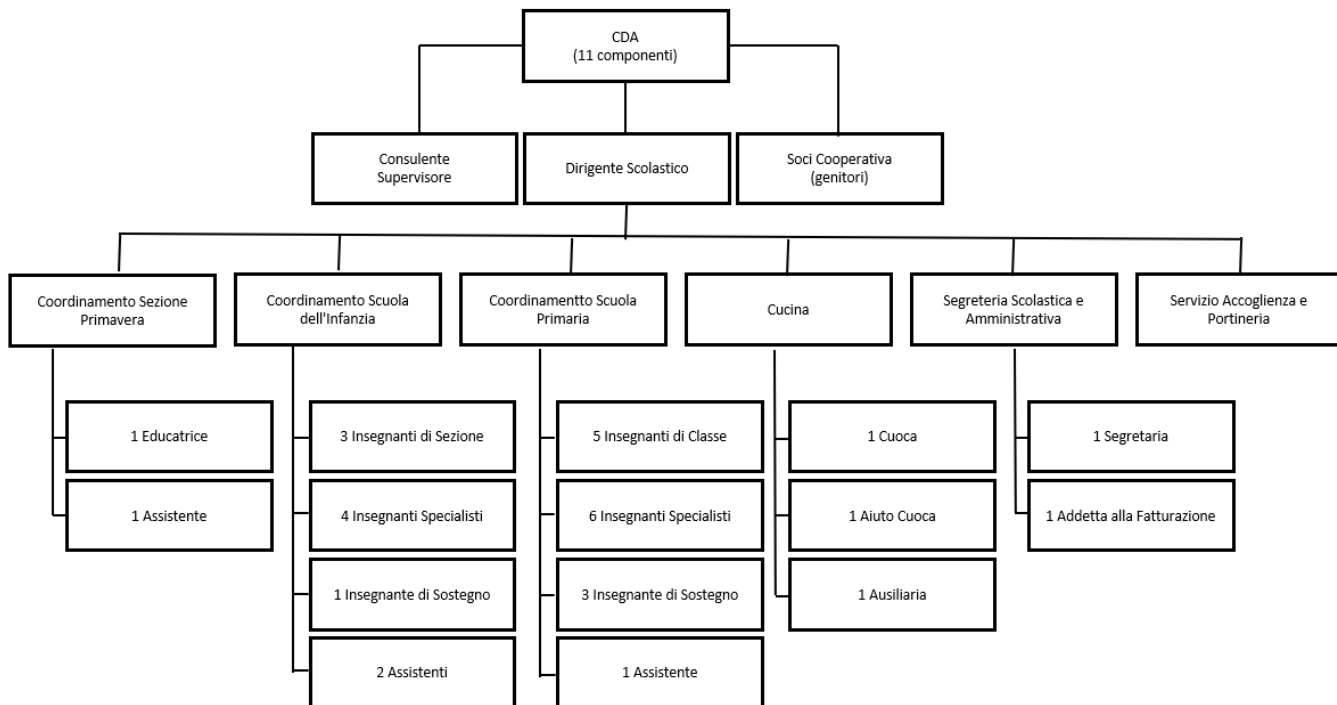 CDA
(11 componenti)
Consulente
Supervisore
Dirigente Scolastico
Soci Cooperativa
(genitori)
Coordinamento Sezione
Primavera
Coordinamento Scuola
dell'Infanzia
Coordinamentto Scuola
Primaria
Cucina
Segreteria Scolastica e
Amministrativa
Servizio Accoglienza e
Portineria
1 Educatrice
3 Insegnanti di Sezione
5 Insegnanti di Classe
1 Cuoca
1 Segretaria
1 Assistente
4 Insegnanti Specialisti
6 Insegnanti Specialisti
1 Aiuto Cuoca
1 Addetta alla Fatturazione
1 Insegnante di Sostegno
3 Insegnante di Sostegno
1 Ausiliaria
2 Assistenti
1 Assistente